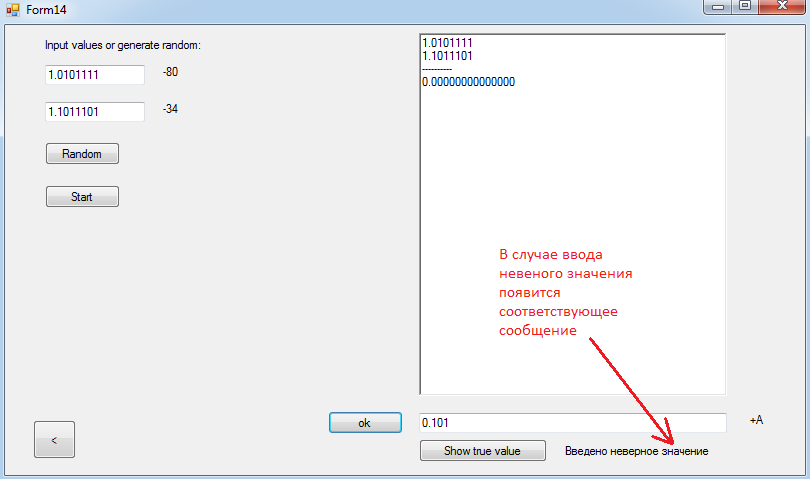 Form14
Input values or generate random:
1.0101111 -80
1.1011101 -34
Random
Start
1.0101111
1.1011101
----------
0.00000000000000
В случае ввода
невеного значения
появится
соответствующее
сообщение
<
ok
0.101
+A
Show true value
Введено неверное значение